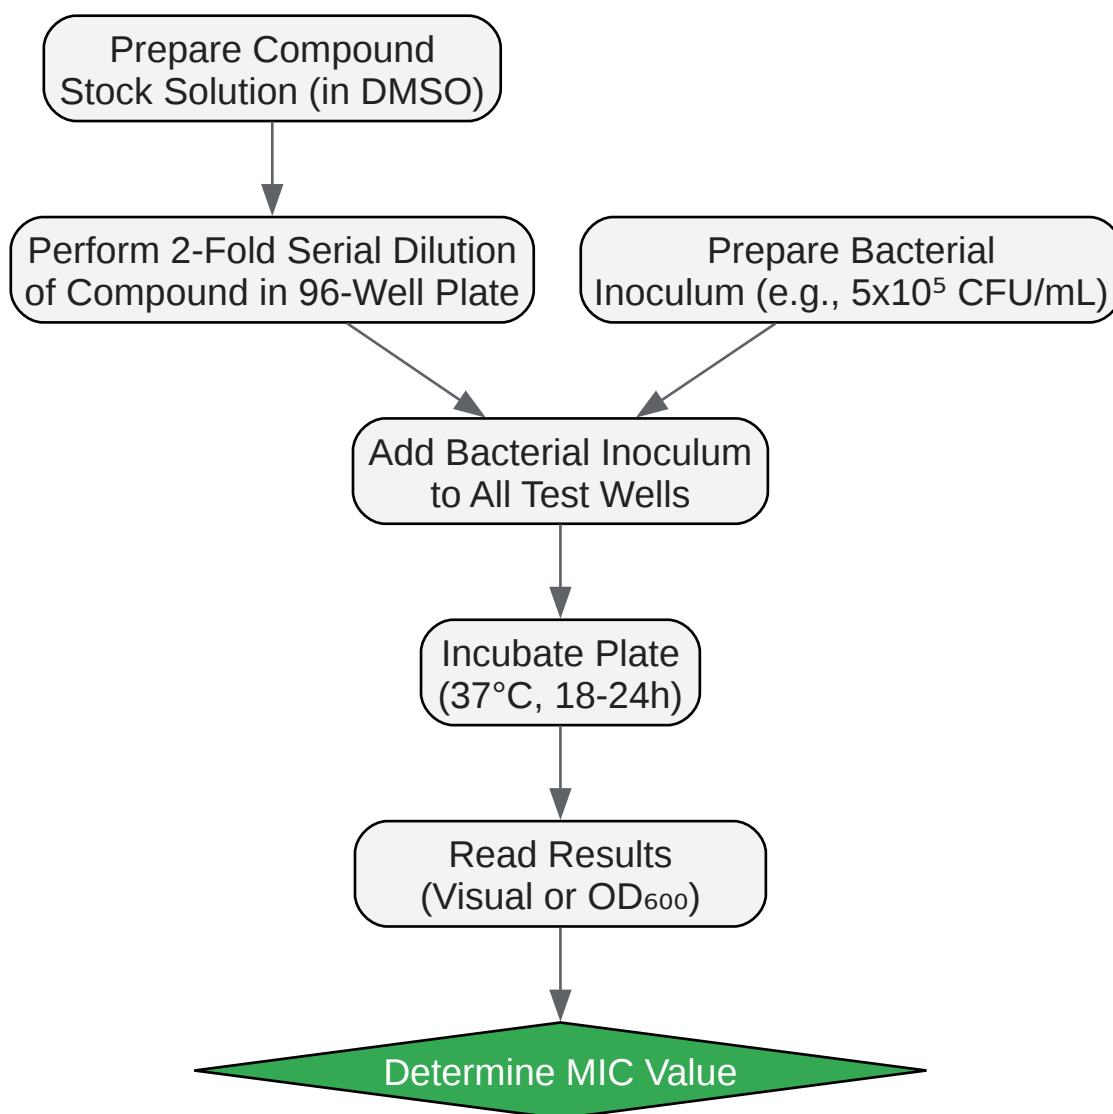 Prepare Compound
Stock Solution (in DMSO)
Perform 2-Fold Serial Dilution
of Compound in 96-Well Plate
Prepare Bacterial
Inoculum (e.g., 5x10⁵ CFU/mL)
Add Bacterial Inoculum
to All Test Wells
Incubate Plate
(37°C, 18-24h)
Read Results
(Visual or OD₆₀₀)
Determine MIC Value